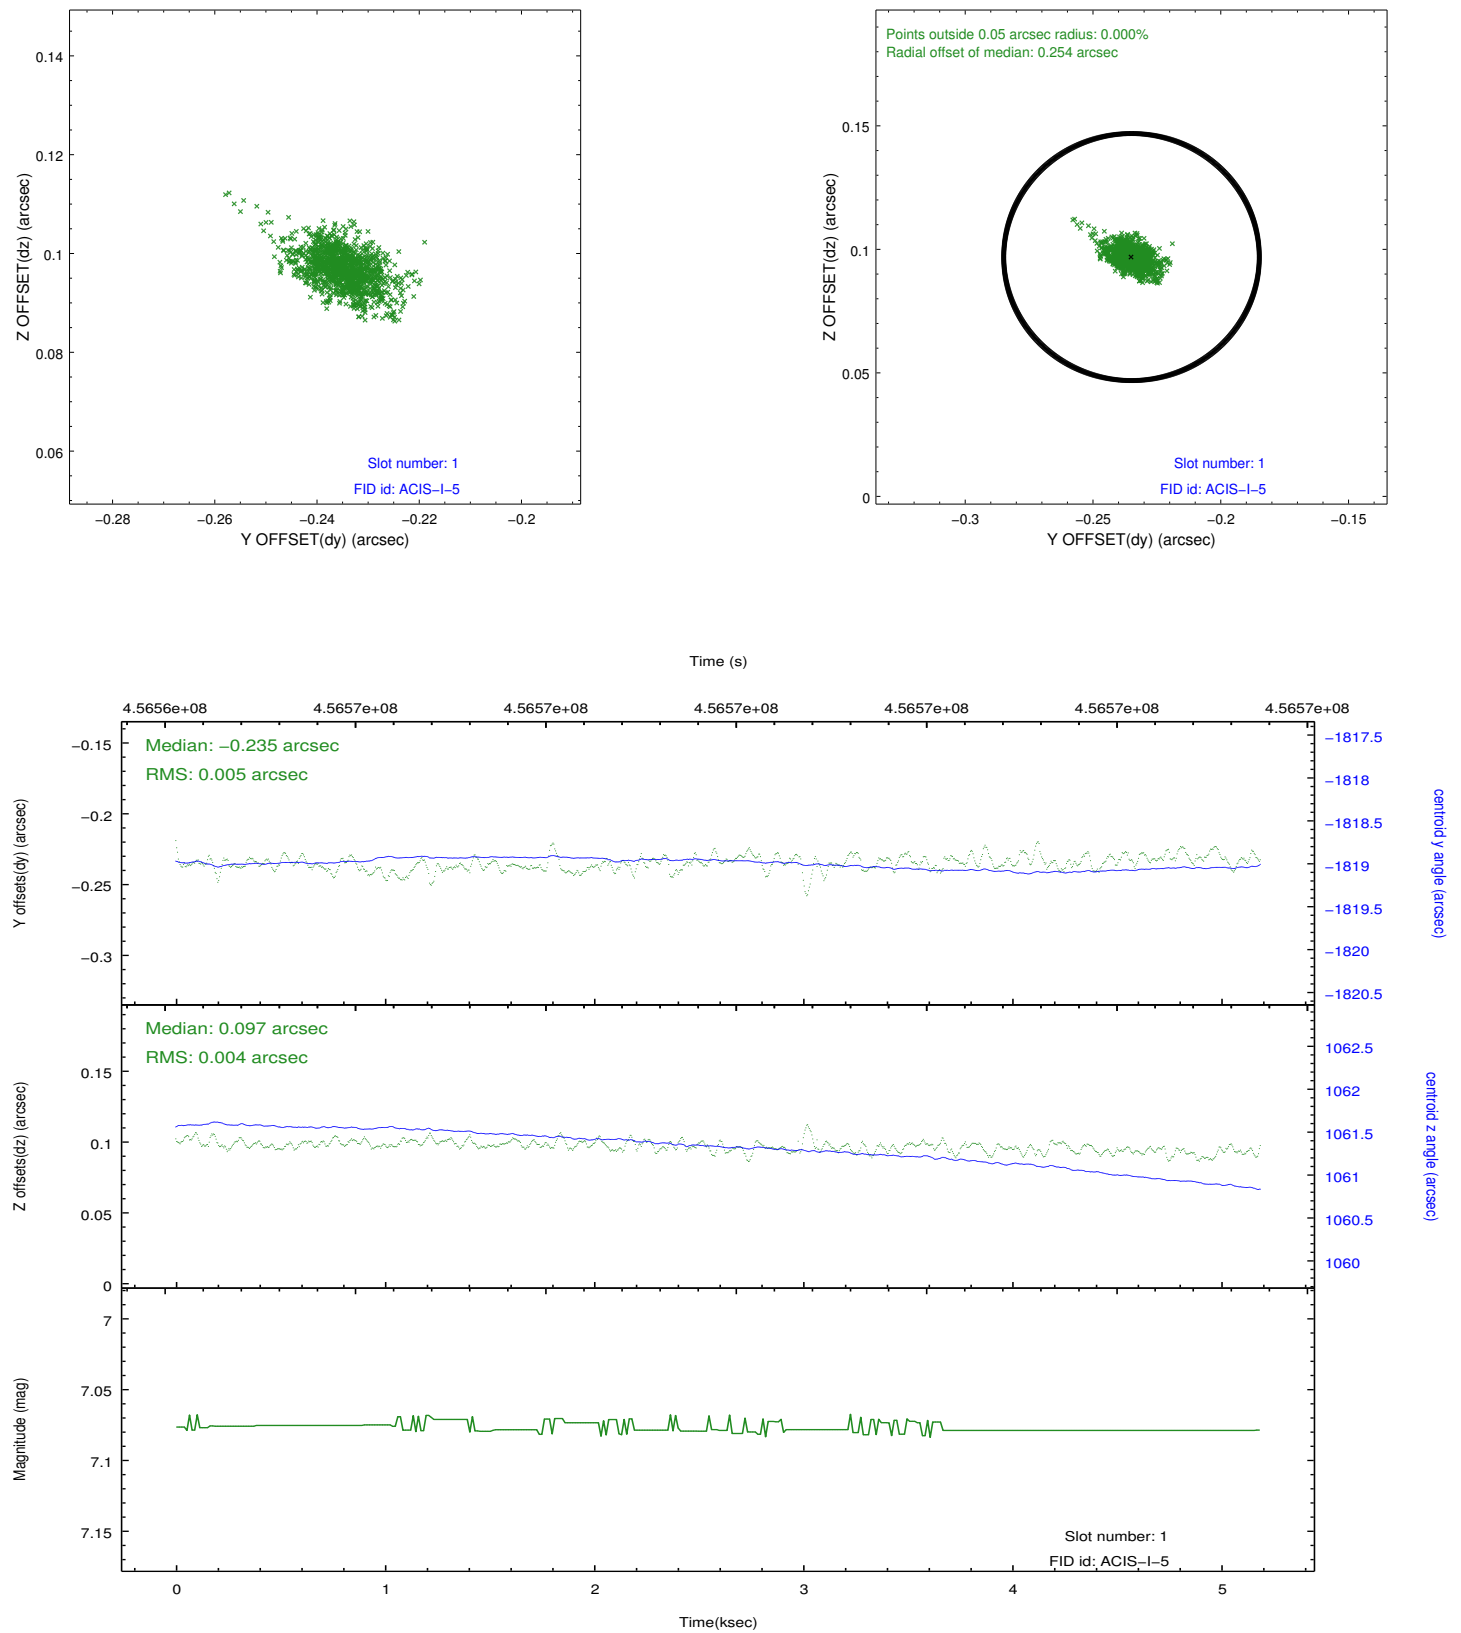 0.14
0.12
0.1
0.08
0.06
Z OFFSET(dz) (arcsec)
Slot number: 1
FID id: ACIS−I−5
−0.28 −0.26 −0.24 −0.22 −0.2
Y OFFSET(dy) (arcsec)
Points outside 0.05 arcsec radius: 0.000%
Radial offset of median: 0.254 arcsec
0.15
0.1
0.05
0
Z OFFSET(dz) (arcsec)
Slot number: 1
FID id: ACIS−I−5
−0.3 −0.25 −0.2 −0.15
Y OFFSET(dy) (arcsec)
Time (s)
4.5656e+08 4.5657e+08 4.5657e+08 4.5657e+08 4.5657e+08 4.5657e+08 4.5657e+08
Median: −0.235 arcsec
RMS: 0.005 arcsec
−0.15
−0.2
−0.25
−0.3
Y offsets(dy) (arcsec)
−1817.5
−1818
−1818.5
−1819
−1819.5
−1820
−1820.5
centroid y angle (arcsec)
Median: 0.097 arcsec
RMS: 0.004 arcsec
0.15
0.1
0.05
0
Z offsets(dz) (arcsec)
1062.5
1062
1061.5
1061
1060.5
1060
centroid z angle (arcsec)
7
7.05
7.1
7.15
Magnitude (mag)
Slot number: 1
FID id: ACIS−I−5
0 1 2 3 4 5
Time(ksec)